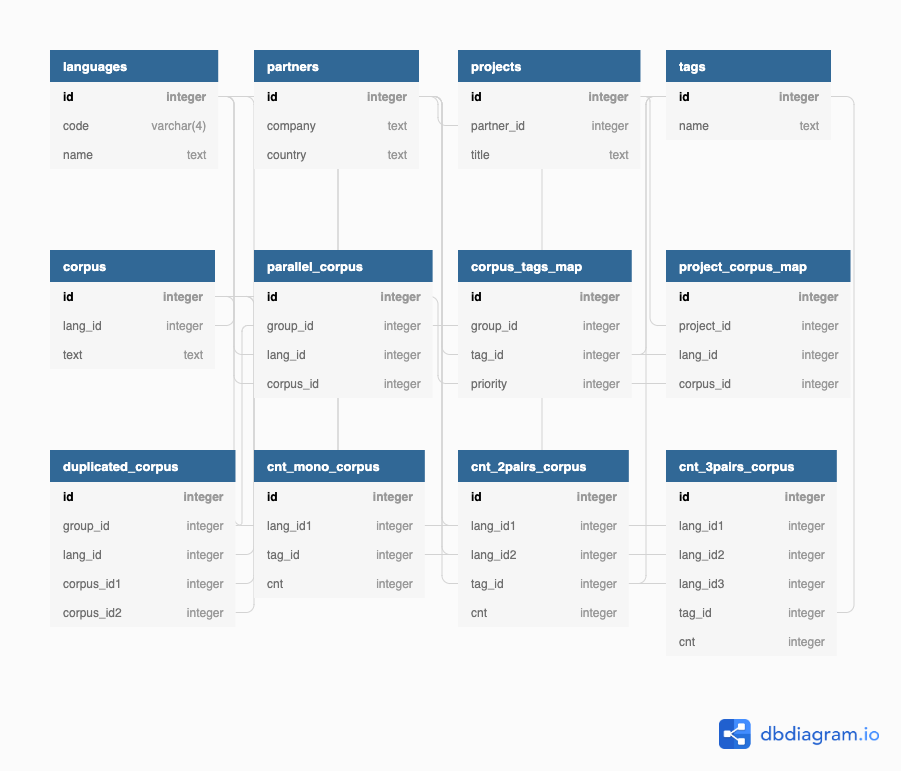 languages
id integer
code varchar(4)
name text
partners
id integer
company text
country text
projects
id integer
partner_id integer
title text
tags
id integer
name text
corpus
id integer
lang_id integer
text text
parallel_corpus
id integer
group_id integer
lang_id integer
corpus_id integer
corpus_tags_map
id integer
group_id integer
tag_id integer
priority integer
project_corpus_map
id integer
project_id integer
lang_id integer
corpus_id integer
duplicated_corpus
id integer
group_id integer
lang_id integer
corpus_id1 integer
corpus_id2 integer
cnt_mono_corpus
id integer
lang_id1 integer
tag_id integer
cnt integer
cnt_2pairs_corpus
id integer
lang_id1 integer
lang_id2 integer
tag_id integer
cnt integer
cnt_3pairs_corpus
id integer
lang_id1 integer
lang_id2 integer
lang_id3 integer
tag_id integer
cnt integer
dbdiagram.io